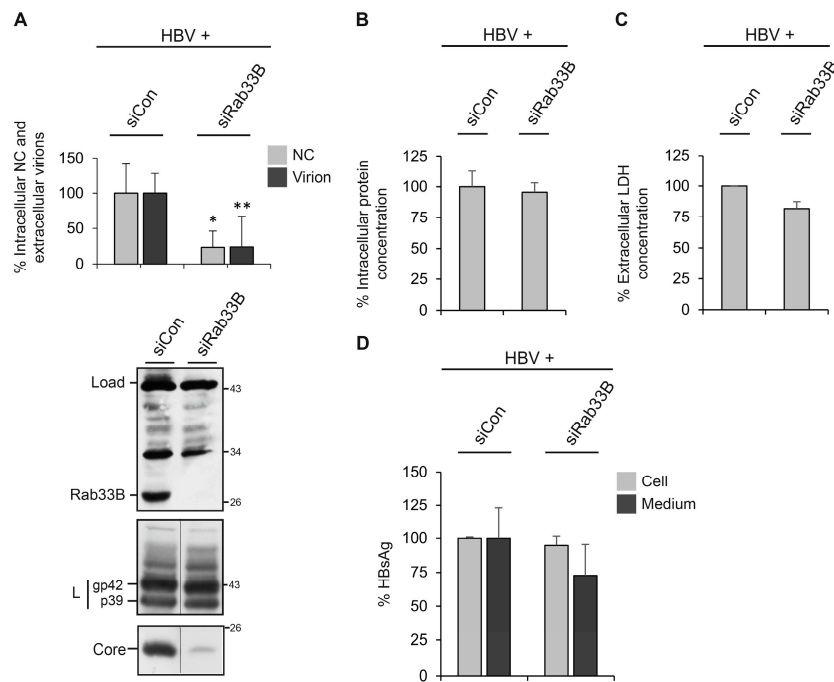 A
HBV +
siCon
siRab33B
% Intracellular NC and
extracellular virions
150
100
50
0
*
**
NC
Virion
siCon
siRab33B
Load
43
34
Rab33B
26
L
gp42
p39
43
26
Core
B
HBV +
siCon
siRab33B
% Intracellular protein
concentration
125
100
75
50
25
0
C
HBV +
siCon
siRab33B
% Extracellular LDH
concentration
125
100
75
50
25
0
D
HBV +
siCon
siRab33B
% HBsAg
150
125
100
75
50
25
0
Cell
Medium